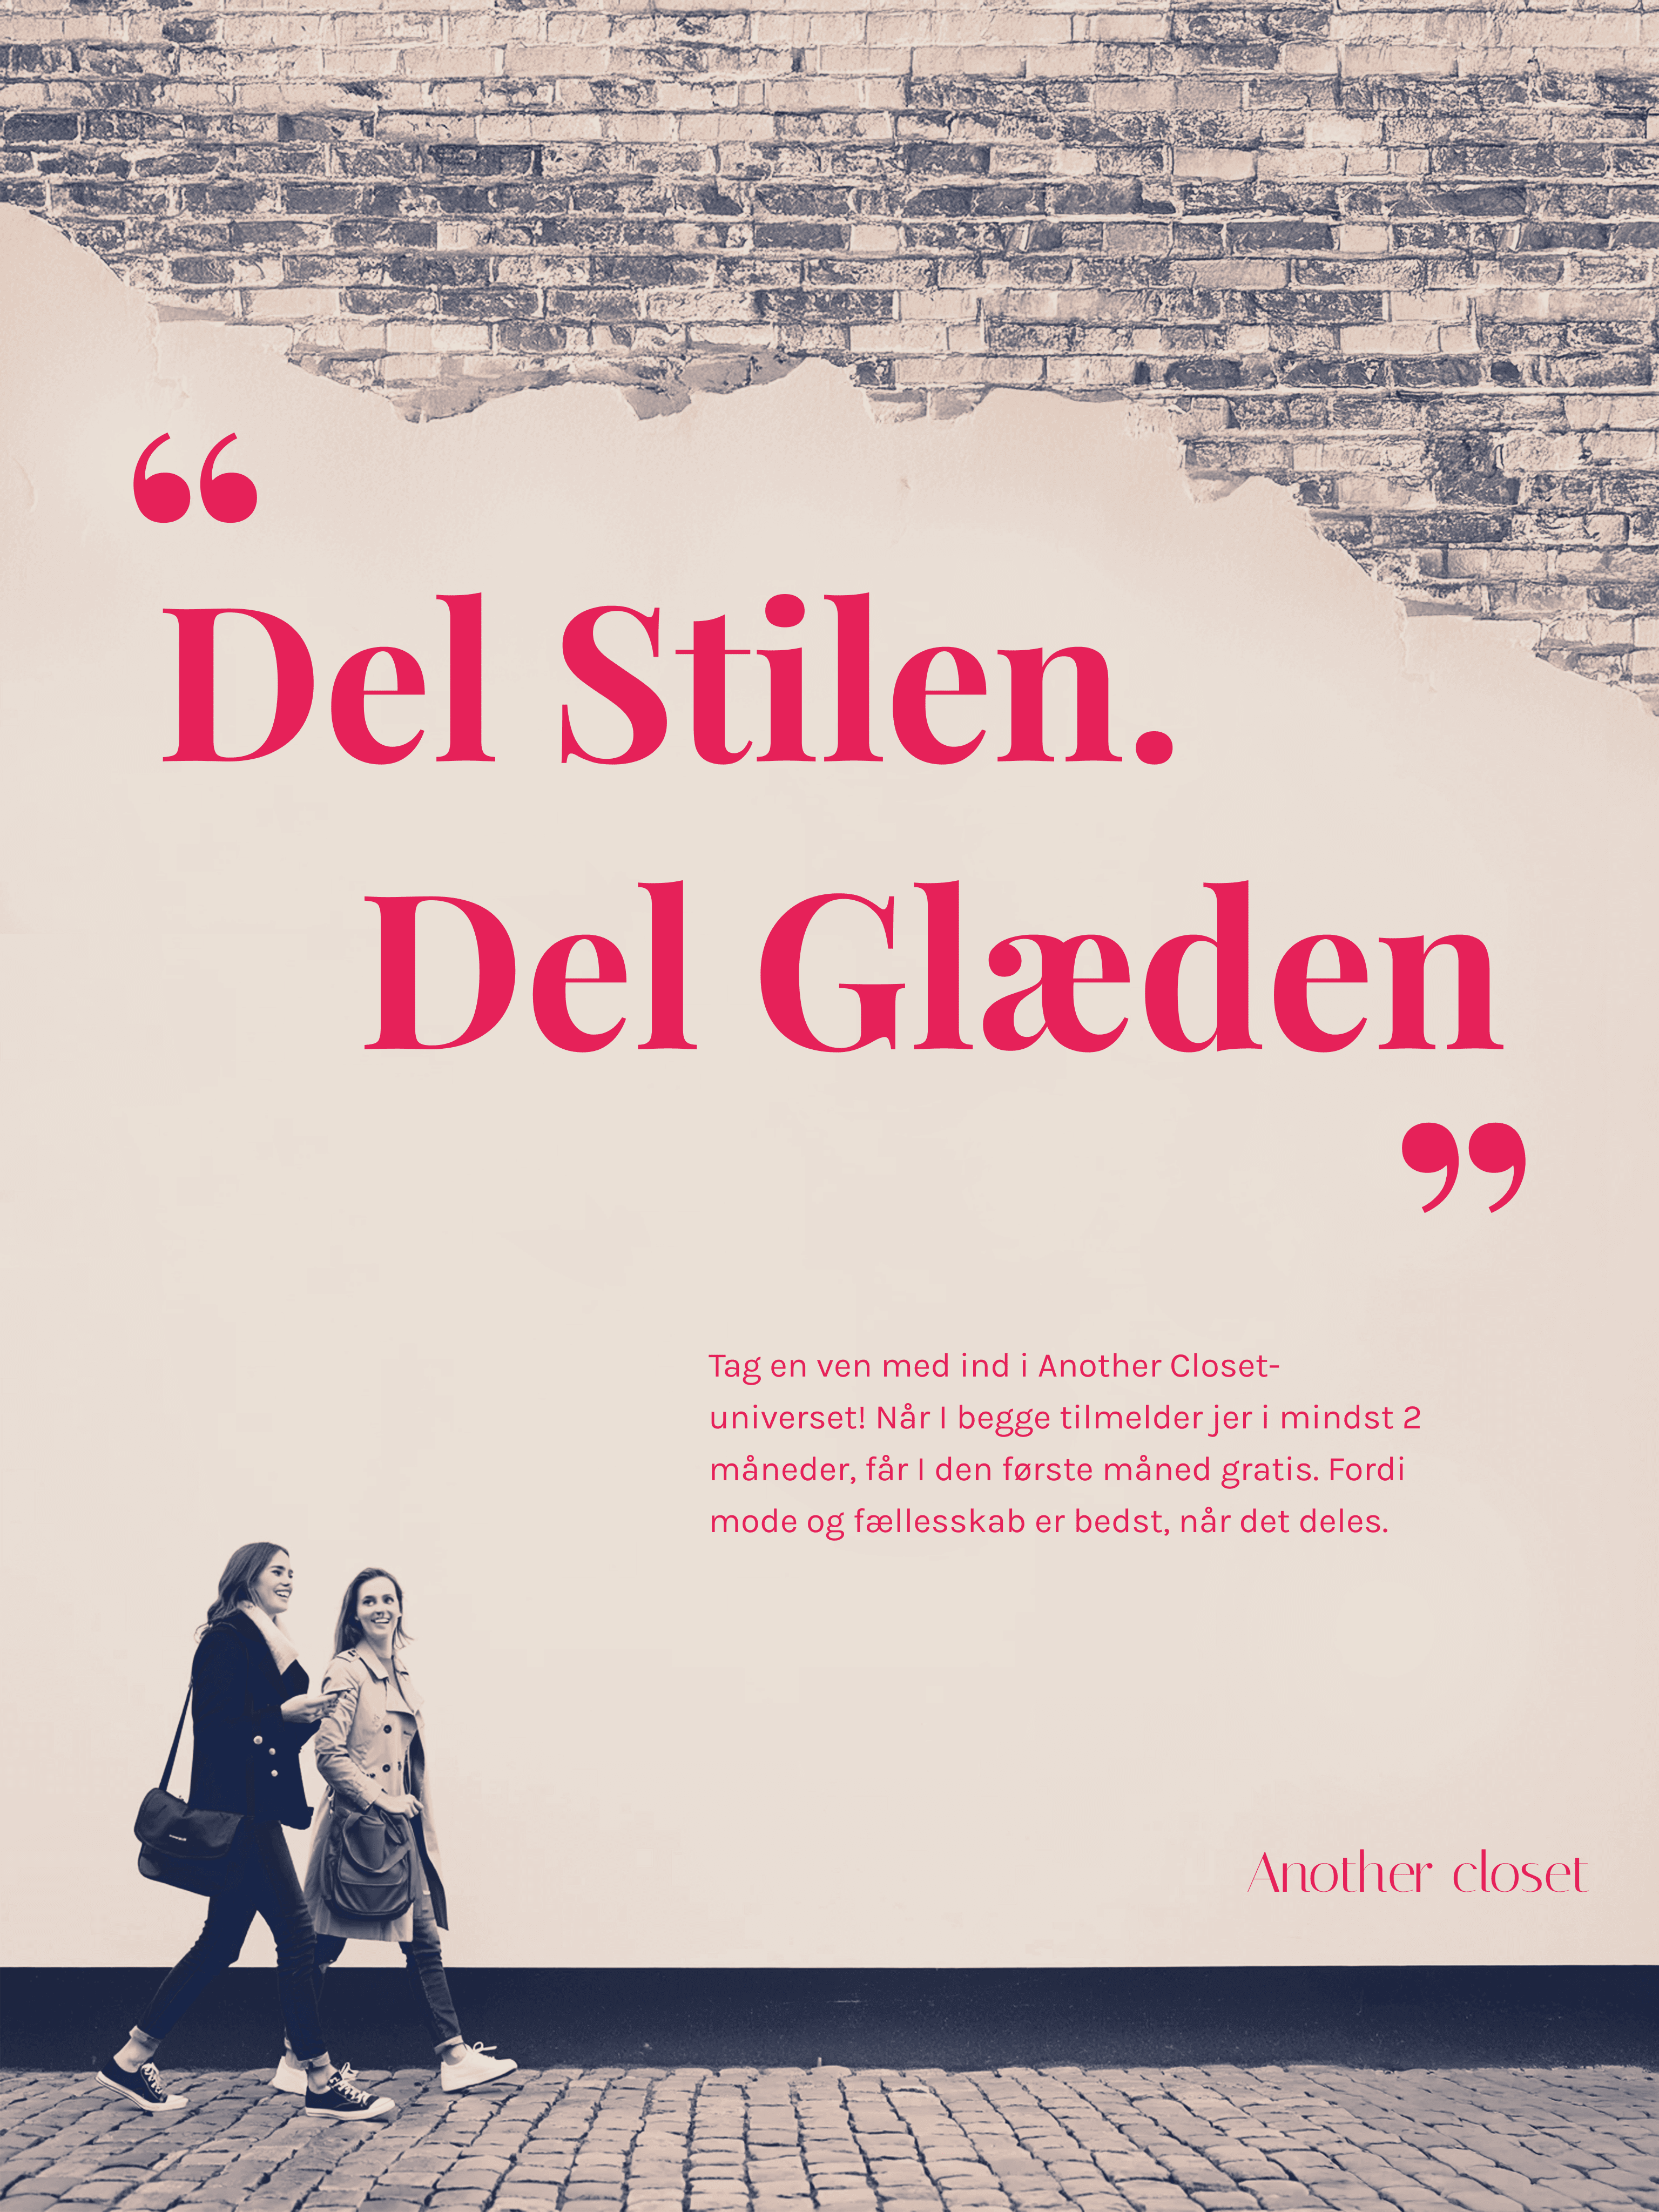 “
Del Stilen.
Del Glæden
”
Tag en ven med ind i Another Closet-
universet! Når I begge tilmelder jer i mindst 2
måneder, får I den første måned gratis. Fordi
mode og fællesskab er bedst, når det deles.
Another closet